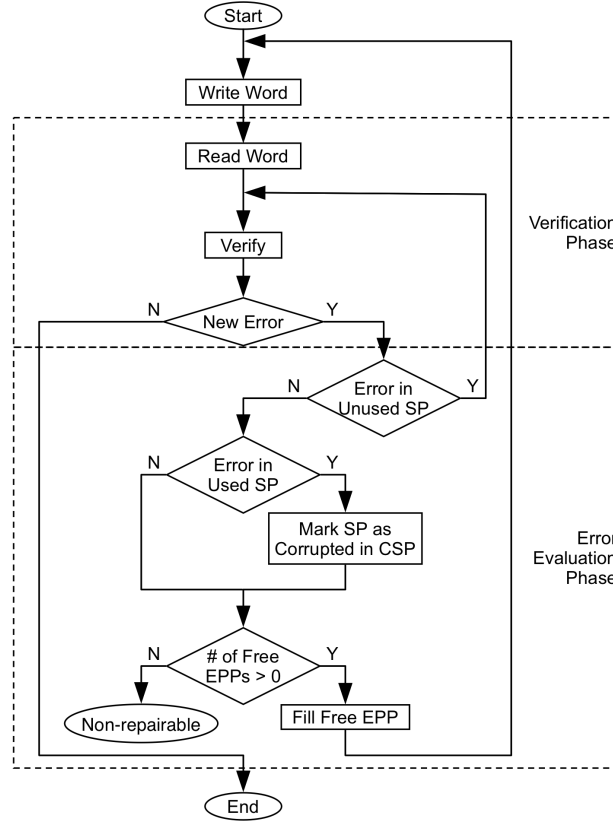 Start
Write Word
Read Word
Verification
Phase
Verify
N
Y
New Error
N
Y
Error in
Unused SP
N
Y
Error in
Used SP
Mark SP as
Corrupted in CSP
Error
Evaluation
Phase
N
Y
# of Free
EPPs > 0
Non-repairable
Fill Free EPP
End